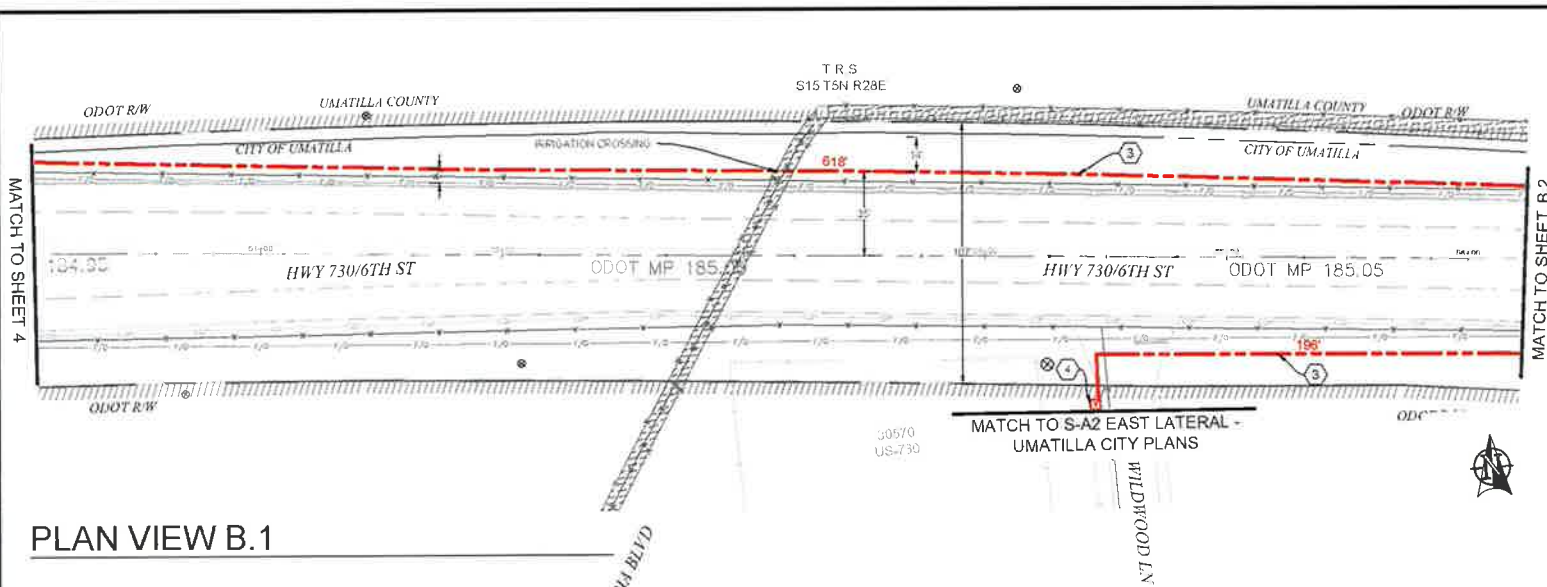 T R S
S15 T5N R28E
ODOT R/W
UMATILLA COUNTY
UMATILLA COUNTY
ODOT R/W
CITY OF UMATILLA
IRRIGATION CROSSING
618'
14'
3
CITY OF UMATILLA
MATCH TO SHEET 4
MATCH TO SHEET B.2
HWY 730/6TH ST
ODOT MP 185.
HWY 730/6TH ST
ODOT MP 185.05
196'
4
3
ODOT R/W
MATCH TO S-A2 EAST LATERAL -
UMATILLA CITY PLANS
30570
US-730
N
WILDWOOD LN
PLAN VIEW B.1
BLVD